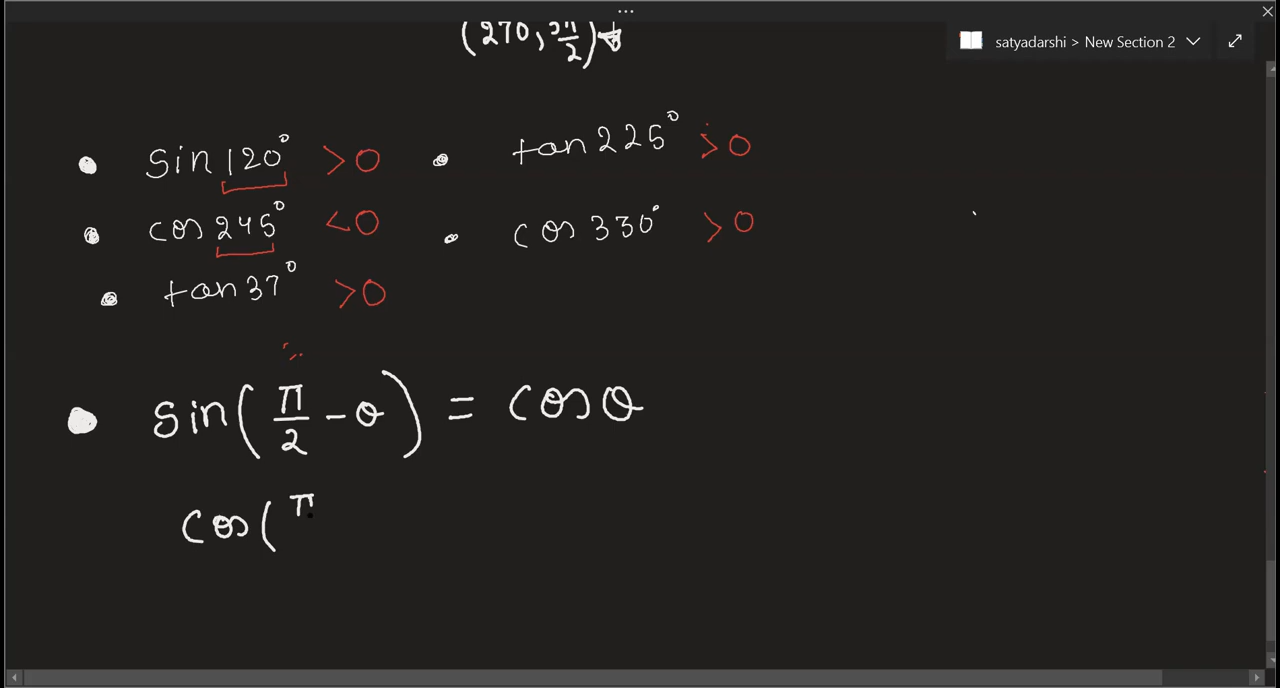 (270, 3π/2)
satyadarshi > New Section 2
• sin 120° > 0 • tan 225° > 0
• cos 245° < 0 • cos 330° > 0
• tan 37° > 0
• sin(π/2 - θ) = cos θ
cos(π